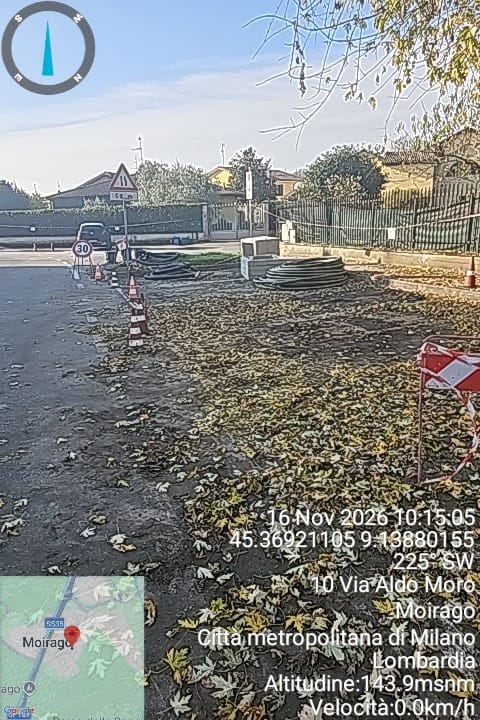 30
16 Nov 2026 10:15:05
45.36921105 9.13880155
225° SW
10 Via Aldo Moro
Moirago
Città metropolitana di Milano
Lombardia
Altitudine:143.9msnm
Velocità:0.0km/h
SS35
Moirago
Google